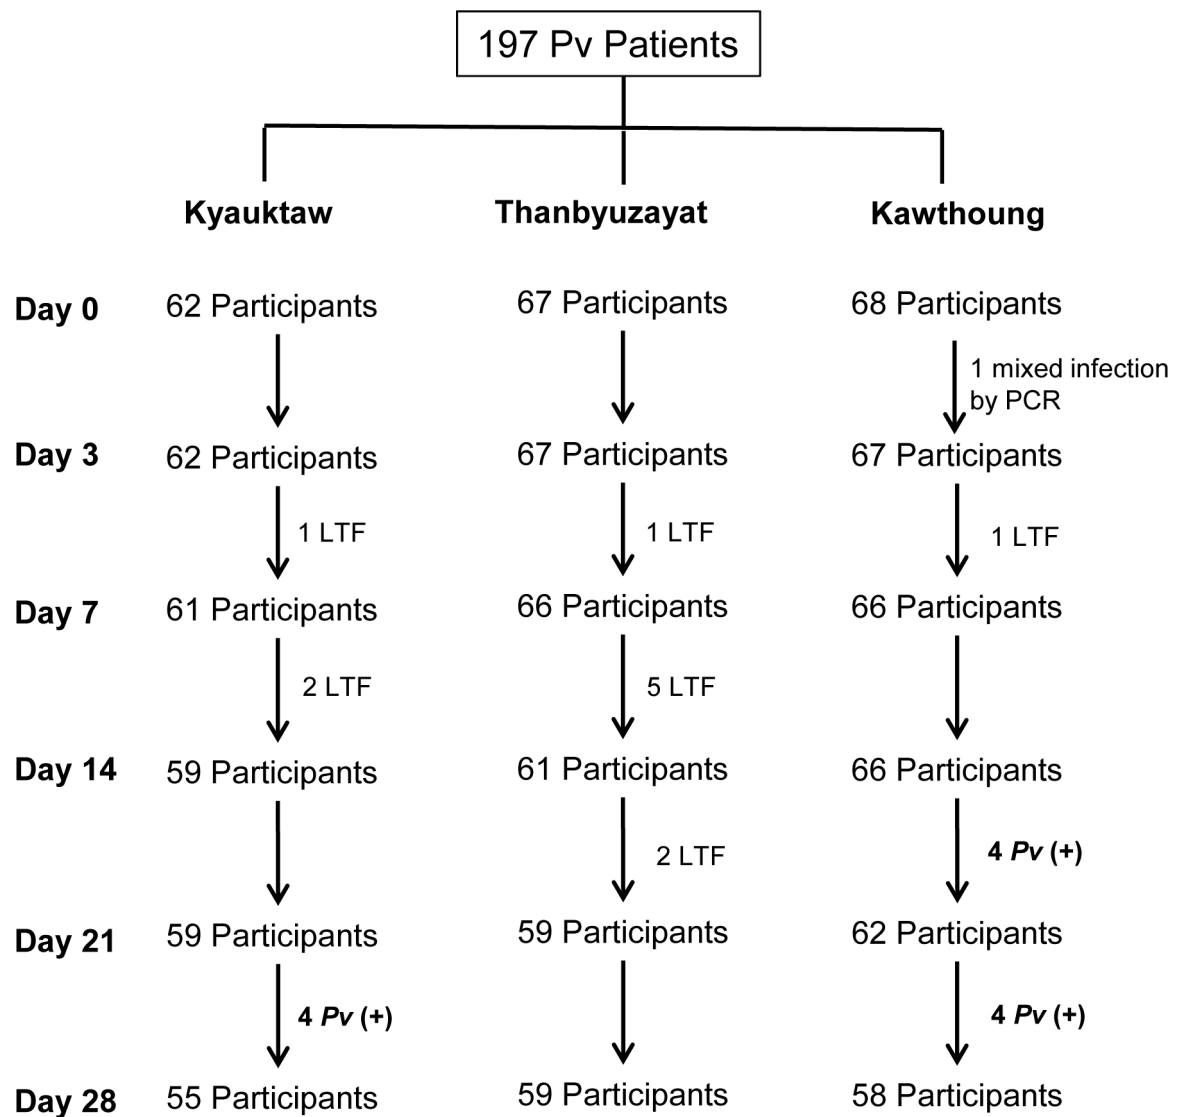 197 Pv Patients
Kyauktaw
Thanbyuzayat
Kawthoung
Day 0
62 Participants
67 Participants
68 Participants
1 mixed infection
by PCR
Day 3
62 Participants
67 Participants
67 Participants
1 LTF
1 LTF
1 LTF
Day 7
61 Participants
66 Participants
66 Participants
2 LTF
5 LTF
Day 14
59 Participants
61 Participants
66 Participants
2 LTF
4 Pv (+)
Day 21
59 Participants
59 Participants
62 Participants
4 Pv (+)
4 Pv (+)
Day 28
55 Participants
59 Participants
58 Participants